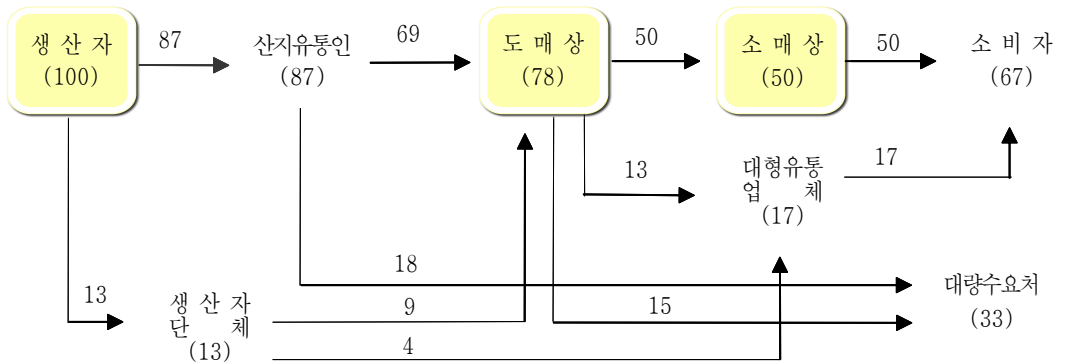 생 산 자
(100)
87
산지유통인
(87)
69
도 매 상
(78)
50
소 매 상
(50)
50
소 비 자
(67)
13
대형유통
업 체
(17)
17
18
대량수요처
(33)
13
생 산 자
단 체
(13)
9
15
4